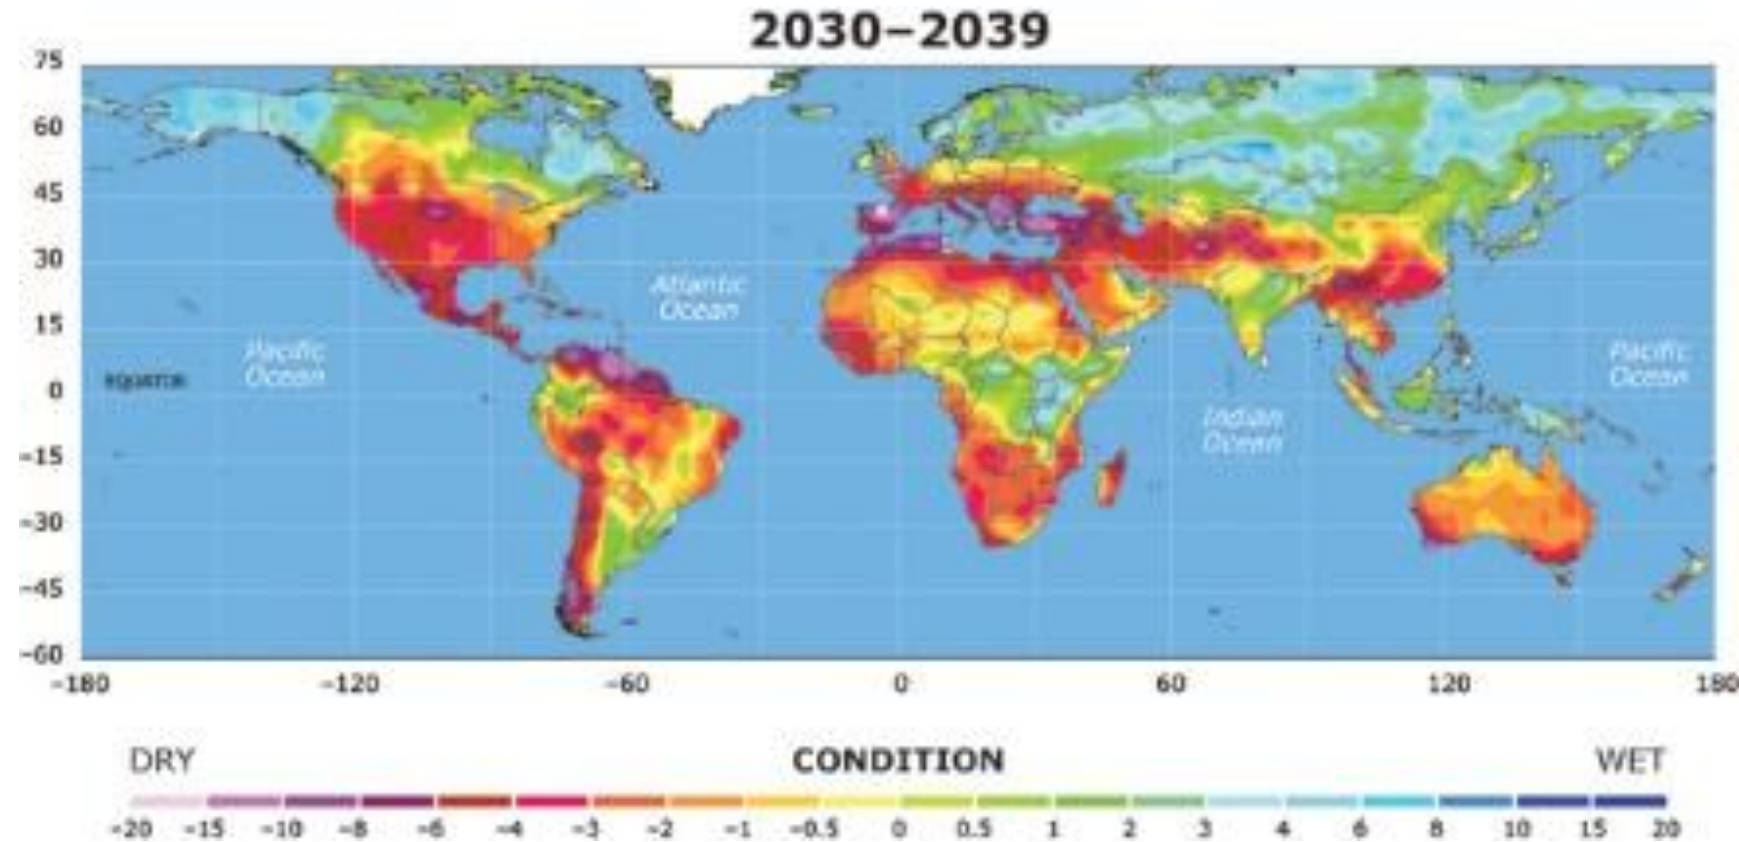 2030–2039
75
60
45
30
15
0
-15
-30
-45
-60
Atlantic
Ocean
Pacific
Ocean
equator
Indian
Ocean
Pacific
Ocean
-180 -120 -60 0 60 120 180
DRY CONDITION WET
-20 -15 -10 -8 -6 -4 -3 -2 -1 -0.5 0 0.5 1 2 3 4 6 8 10 15 20